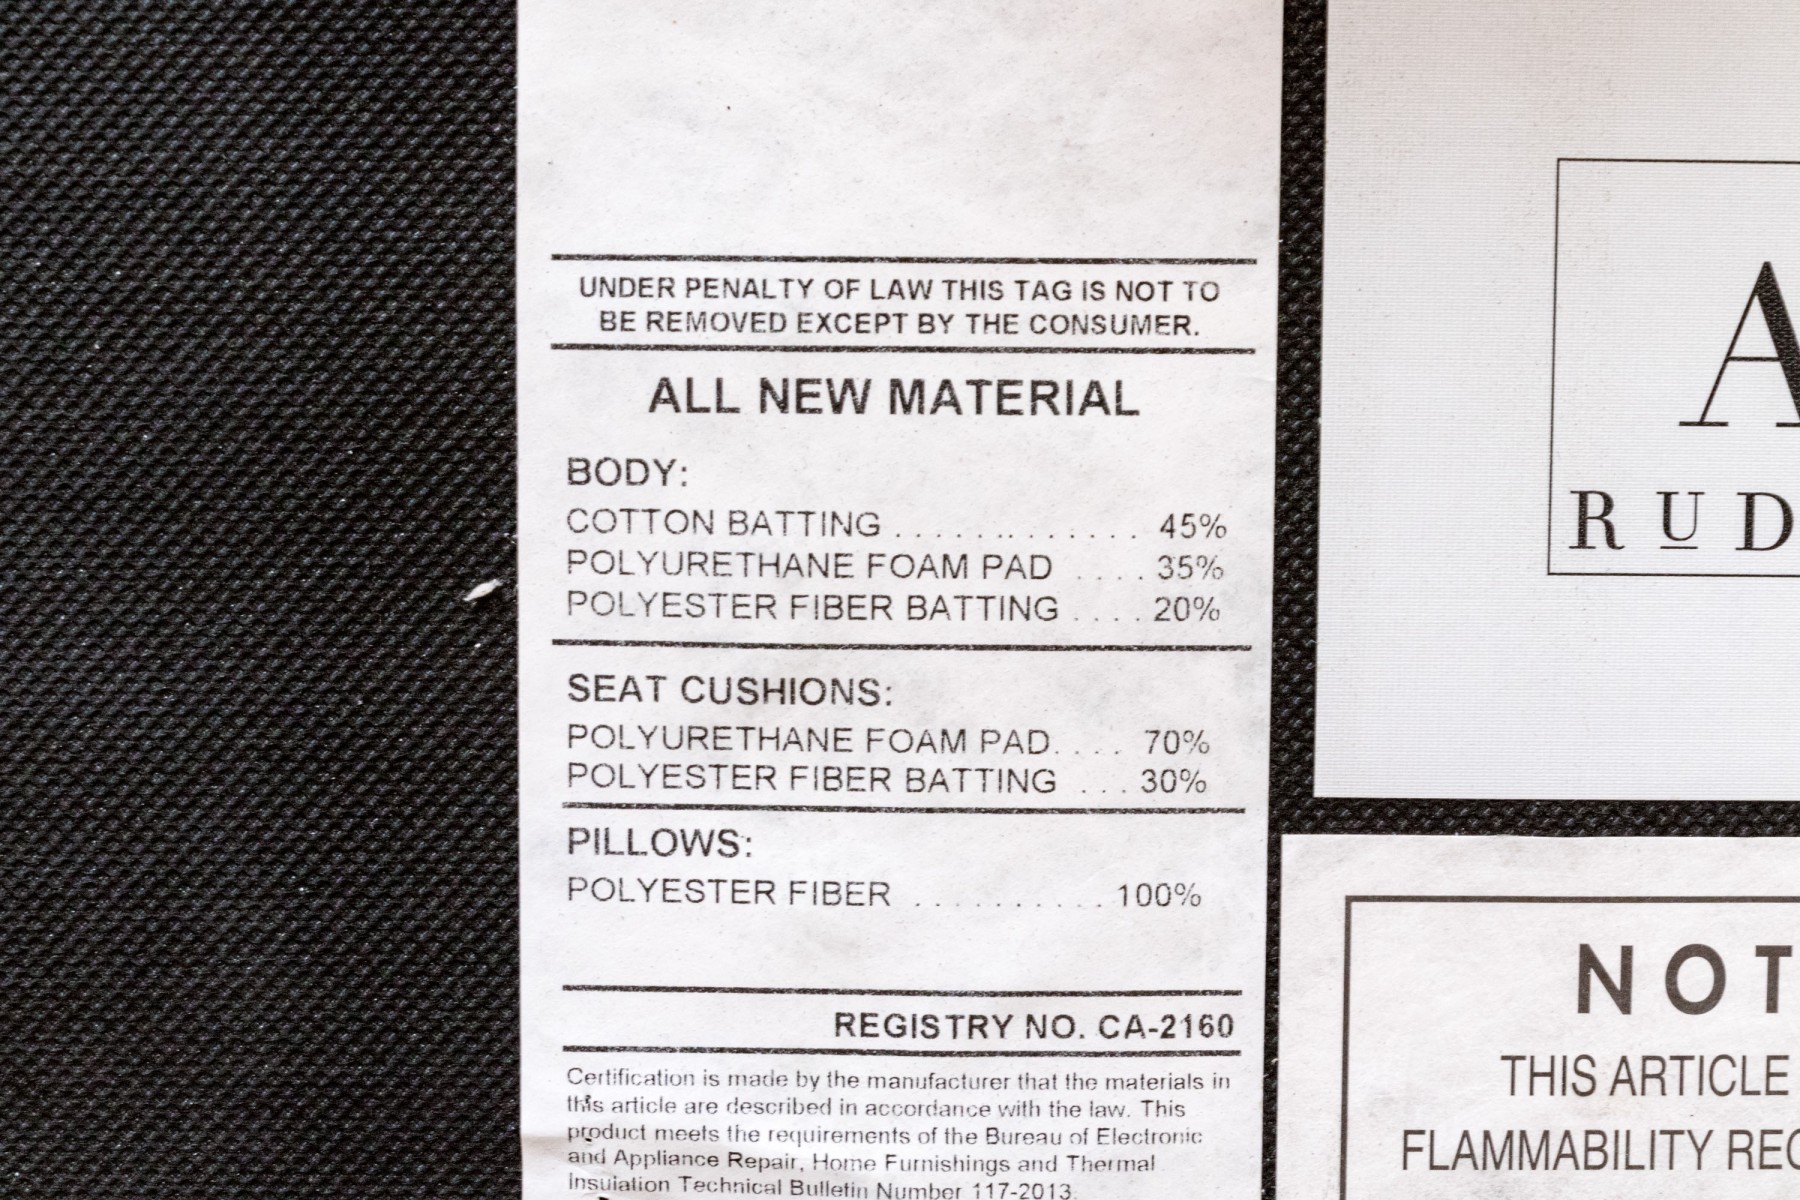 UNDER PENALTY OF LAW THIS TAG IS NOT TO
BE REMOVED EXCEPT BY THE CONSUMER.
ALL NEW MATERIAL
BODY:
COTTON BATTING . . . . . . . . . . . . . 45%
POLYURETHANE FOAM PAD . . . . 35%
POLYESTER FIBER BATTING . . . . 20%
SEAT CUSHIONS:
POLYURETHANE FOAM PAD. . . . 70%
POLYESTER FIBER BATTING . . . 30%
PILLOWS:
POLYESTER FIBER . . . . . . . . . . 100%
REGISTRY NO. CA-2160
Certification is made by the manufacturer that the materials in
this article are described in accordance with the law. This
product meets the requirements of the Bureau of Electronic
and Appliance Repair, Home Furnishings and Thermal
Insulation Technical Bulletin Number 117-2013.
A
RUD
NOT
THIS ARTICLE
FLAMMABILITY REQ